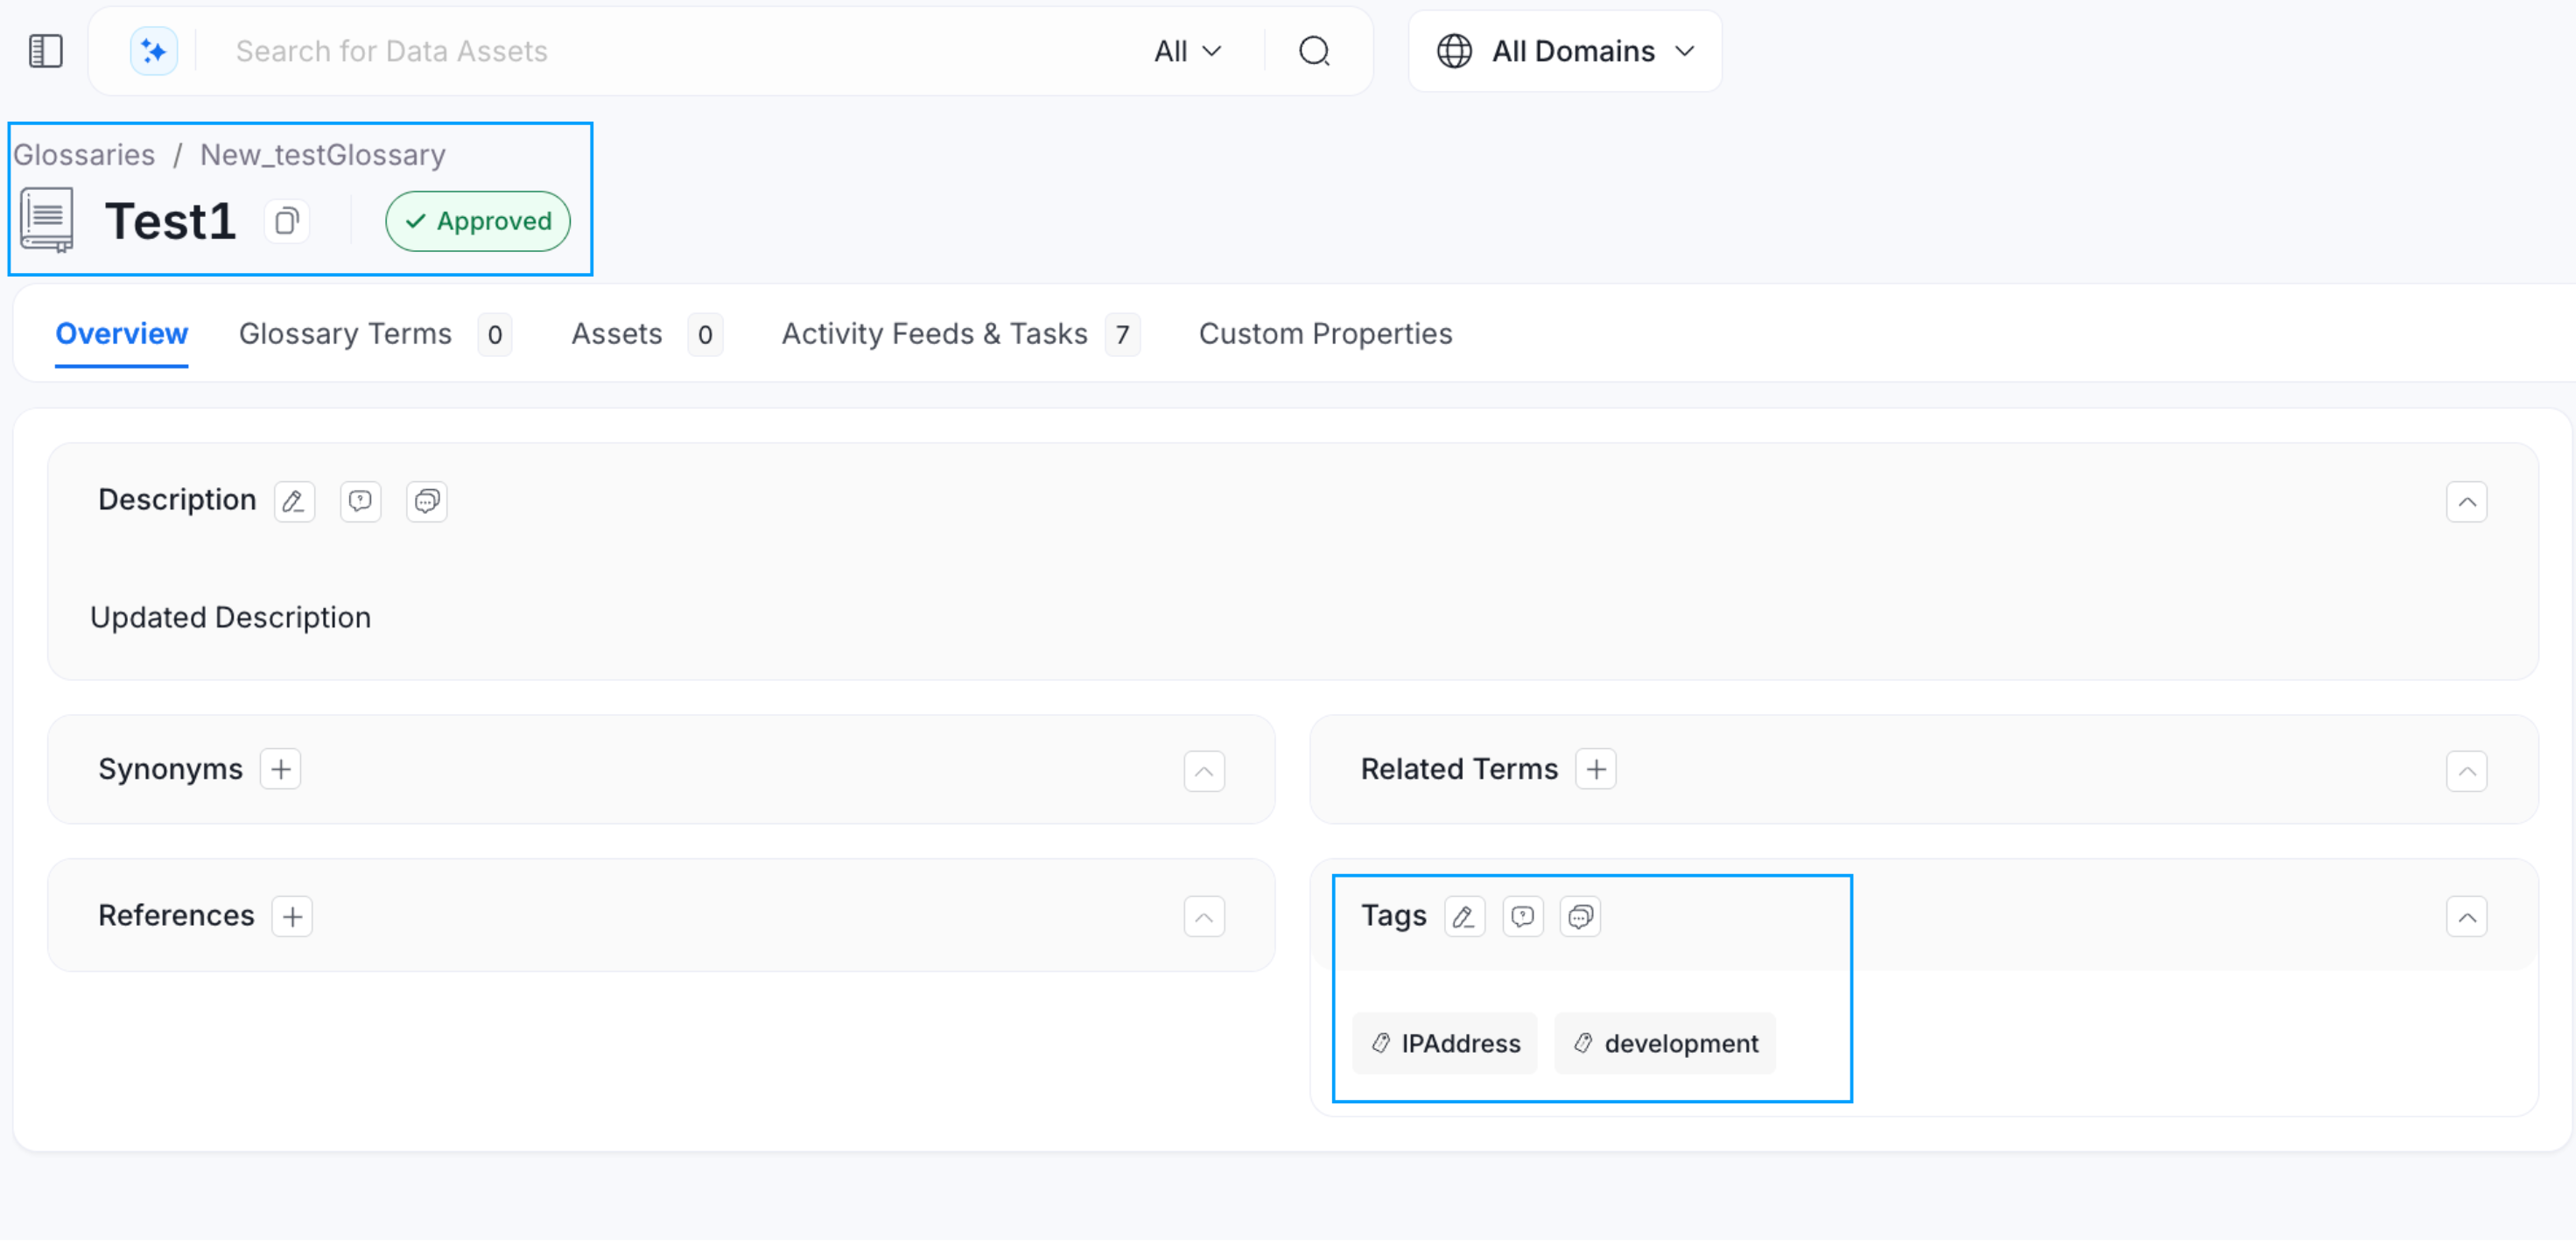 Search for Data Assets All All Domains
Glossaries / New_testGlossary
Test1 Approved
Overview Glossary Terms 0 Assets 0 Activity Feeds & Tasks 7 Custom Properties
Description
Updated Description
Synonyms
Related Terms
References
Tags
IPAddress development